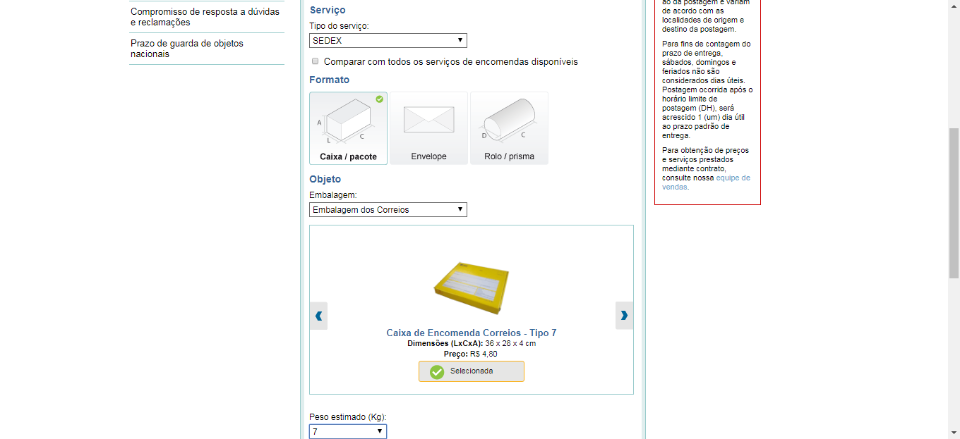 Compromisso de resposta a dúvidas
e reclamações
Prazo de guarda de objetos
nacionais
Serviço
Tipo do serviço:
SEDEX
Comparar com todos os serviços de encomendas disponíveis
Formato
A
L
C
Caixa / pacote
Envelope
D
C
Rolo / prisma
Objeto
Embalagem:
Embalagem dos Correios
Caixa de Encomenda Correios - Tipo 7
Dimensões (LxCxA): 36 x 28 x 4 cm
Preço: R$ 4,80
Selecionada
Peso estimado (Kg):
7
ao da postagem e variam
de acordo com as
localidades de origem e
destino da postagem.
Para fins de contagem do
prazo de entrega,
sábados, domingos e
feriados não são
considerados dias úteis.
Postagem ocorrida após o
horário limite de
postagem (DH), será
acrescido 1 (um) dia útil
ao prazo padrão de
entrega.
Para obtenção de preços
e serviços prestados
mediante contrato,
consulte nossa equipe de
vendas.